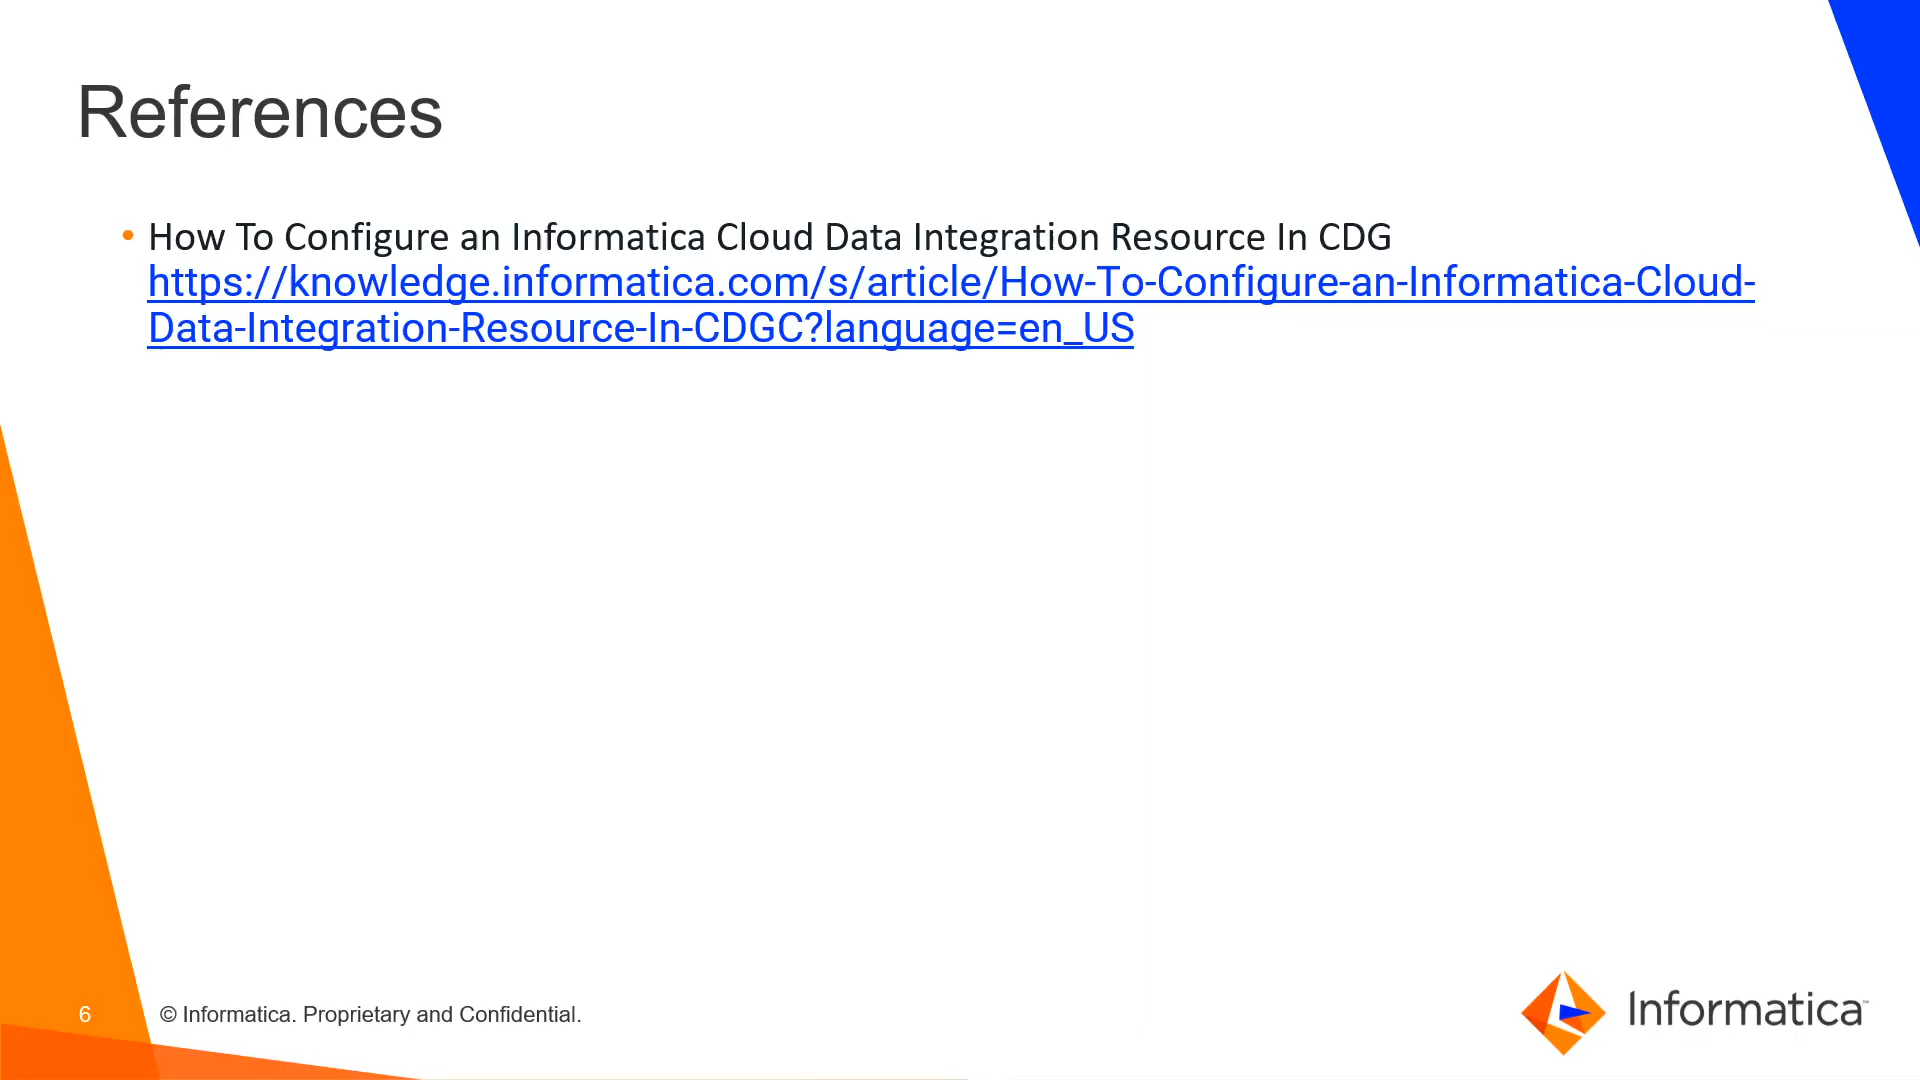 References
• How To Configure an Informatica Cloud Data Integration Resource In CDG
https://knowledge.informatica.com/s/article/How-To-Configure-an-Informatica-Cloud-
Data-Integration-Resource-In-CDGC?language=en_US
6
© Informatica. Proprietary and Confidential.
Informatica™